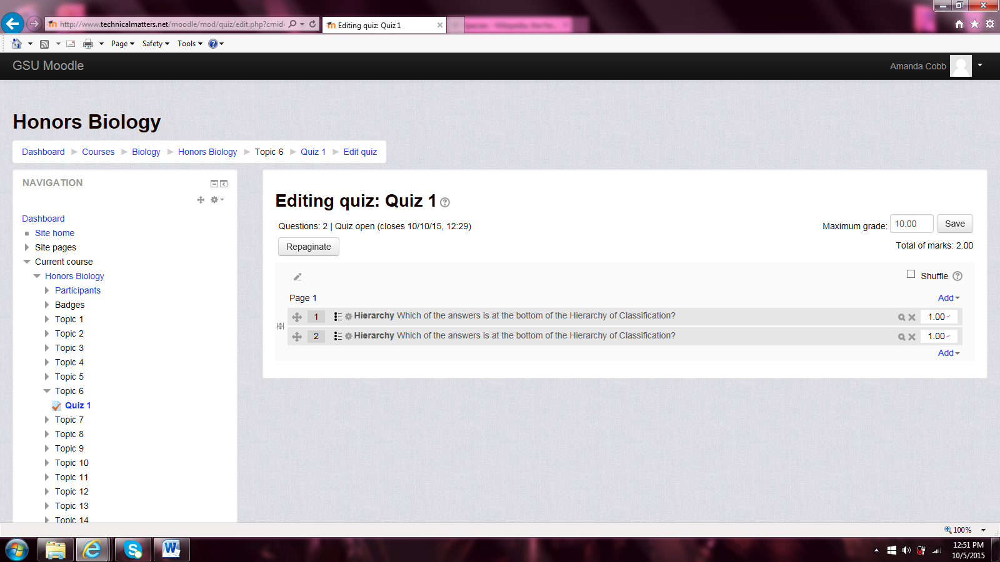 http://www.technicalmatters.net/moodle/mod/quiz/edit.php?cmid=
Editing quiz: Quiz 1
Page
Safety
Tools
GSU Moodle
Amanda Cobb
Honors Biology
Dashboard Courses Biology Honors Biology Topic 6 Quiz 1 Edit quiz
NAVIGATION
Dashboard
Site home
Site pages
Current course
Honors Biology
Participants
Badges
Topic 1
Topic 2
Topic 3
Topic 4
Topic 5
Topic 6
Quiz 1
Topic 7
Topic 8
Topic 9
Topic 10
Topic 11
Topic 12
Topic 13
Topic 14
Editing quiz: Quiz 1
Questions: 2 | Quiz open (closes 10/10/15, 12:29)
Maximum grade: 10.00 Save
Repaginate
Total of marks: 2.00
Shuffle
Page 1 Add
1 Hierarchy Which of the answers is at the bottom of the Hierarchy of Classification? 1.00
2 Hierarchy Which of the answers is at the bottom of the Hierarchy of Classification? 1.00
Add
100%
12:51 PM
10/5/2015